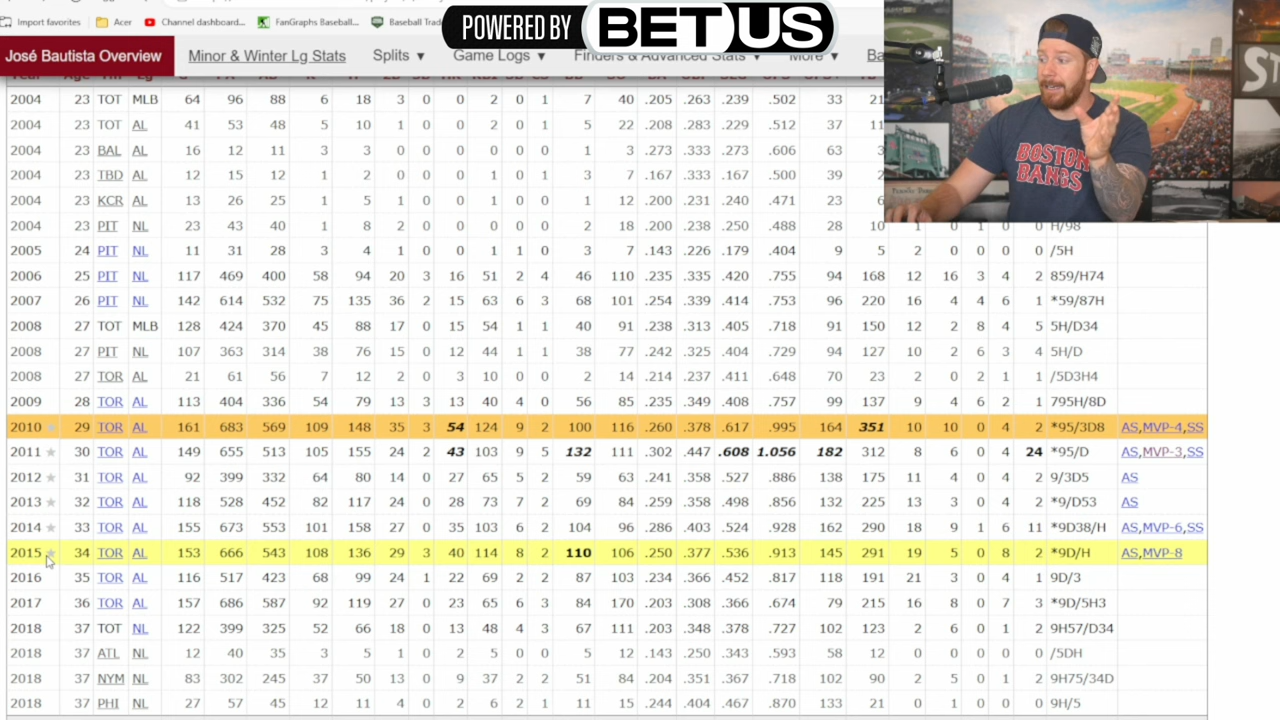 POWERED BY BETUS
Import favorites Acer Channel dashboard... FanGraphs Baseball... Baseball Trad
José Bautista Overview Minor & Winter Lg Stats Splits ▼ Game Logs ▼ Finders & Advanced Stats ▼ More ▼ Ba
BOSTON
BANGS
2004 23 TOT MLB 64 96 88 6 18 3 0 0 2 0 1 7 40 .205 .263 .239 .502 33 21
2004 23 TOT AL 41 53 48 5 10 1 0 0 2 0 1 5 22 .208 .283 .229 .512 37 11
2004 23 BAL AL 16 12 11 3 3 0 0 0 0 0 0 1 3 .273 .333 .273 .606 63
2004 23 TBD AL 12 15 12 1 2 0 0 0 1 0 1 3 7 .167 .333 .167 .500 39
2004 23 KCR AL 13 26 25 1 5 1 0 0 1 0 0 1 12 .200 .231 .240 .471 23
2004 23 PIT NL 23 43 40 1 8 2 0 0 0 0 0 2 18 .200 .238 .250 .488 28 10 1 0 1 0 0 H/98
2005 24 PIT NL 11 31 28 3 4 1 0 0 1 1 0 3 7 .143 .226 .179 .404 9 5 2 0 0 0 0 /5H
2006 25 PIT NL 117 469 400 58 94 20 3 16 51 2 4 46 110 .235 .335 .420 .755 94 168 12 16 3 4 2 859/H74
2007 26 PIT NL 142 614 532 75 135 36 2 15 63 6 3 68 101 .254 .339 .414 .753 96 220 16 4 4 6 1 *59/87H
2008 27 TOT MLB 128 424 370 45 88 17 0 15 54 1 1 40 91 .238 .313 .405 .718 91 150 12 2 8 4 5 5H/D34
2008 27 PIT NL 107 363 314 38 76 15 0 12 44 1 1 38 77 .242 .325 .404 .729 94 127 10 2 6 3 4 5H/D
2008 27 TOR AL 21 61 56 7 12 2 0 3 10 0 0 2 14 .214 .237 .411 .648 70 23 2 0 2 1 1 /5D3H4
2009 28 TOR AL 113 404 336 54 79 13 3 13 40 4 0 56 85 .235 .349 .408 .757 99 137 9 4 6 2 1 795H/8D
2010 ★ 29 TOR AL 161 683 569 109 148 35 3 54 124 9 2 100 116 .260 .378 .617 .995 164 351 10 10 0 4 2 *95/3D8 AS,MVP-4,SS
2011 ★ 30 TOR AL 149 655 513 105 155 24 2 43 103 9 5 132 111 .302 .447 .608 1.056 182 312 8 6 0 4 24 *95/D AS,MVP-3,SS
2012 ★ 31 TOR AL 92 399 332 64 80 14 0 27 65 5 2 59 63 .241 .358 .527 .886 138 175 11 4 0 4 2 9/3D5 AS
2013 ★ 32 TOR AL 118 528 452 82 117 24 0 28 73 7 2 69 84 .259 .358 .498 .856 132 225 13 3 0 4 2 *9/D53 AS
2014 ★ 33 TOR AL 155 673 553 101 158 27 0 35 103 6 2 104 96 .286 .403 .524 .928 162 290 18 9 1 6 11 *9D38/H AS,MVP-6,SS
2015 ★ 34 TOR AL 153 666 543 108 136 29 3 40 114 8 2 110 106 .250 .377 .536 .913 145 291 19 5 0 8 2 *9D/H AS,MVP-8
2016 35 TOR AL 116 517 423 68 99 24 1 22 69 2 2 87 103 .234 .366 .452 .817 118 191 21 3 0 4 1 9D/3
2017 36 TOR AL 157 686 587 92 119 27 0 23 65 6 3 84 170 .203 .308 .366 .674 79 215 16 8 0 7 3 *9D/5H3
2018 37 TOT NL 122 399 325 52 66 18 0 13 48 4 3 67 111 .203 .348 .378 .727 102 123 2 6 0 1 2 9H57/D34
2018 37 ATL NL 12 40 35 3 5 1 0 2 5 0 0 5 12 .143 .250 .343 .593 58 12 0 0 0 0 0 /5DH
2018 37 NYM NL 83 302 245 37 50 13 0 9 37 2 2 51 84 .204 .351 .367 .718 102 90 2 5 0 1 2 9H75/34D
2018 37 PHI NL 27 57 45 12 11 4 0 2 6 2 1 11 15 .244 .404 .467 .870 133 21 0 1 0 0 0 9H/5